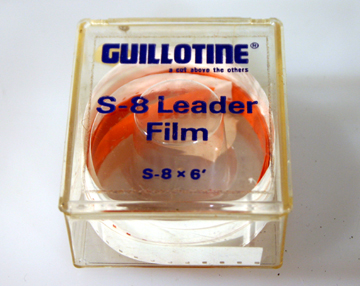 GUILLOTINE®
a cut above the others
S-8 Leader
Film
S-8 × 6'